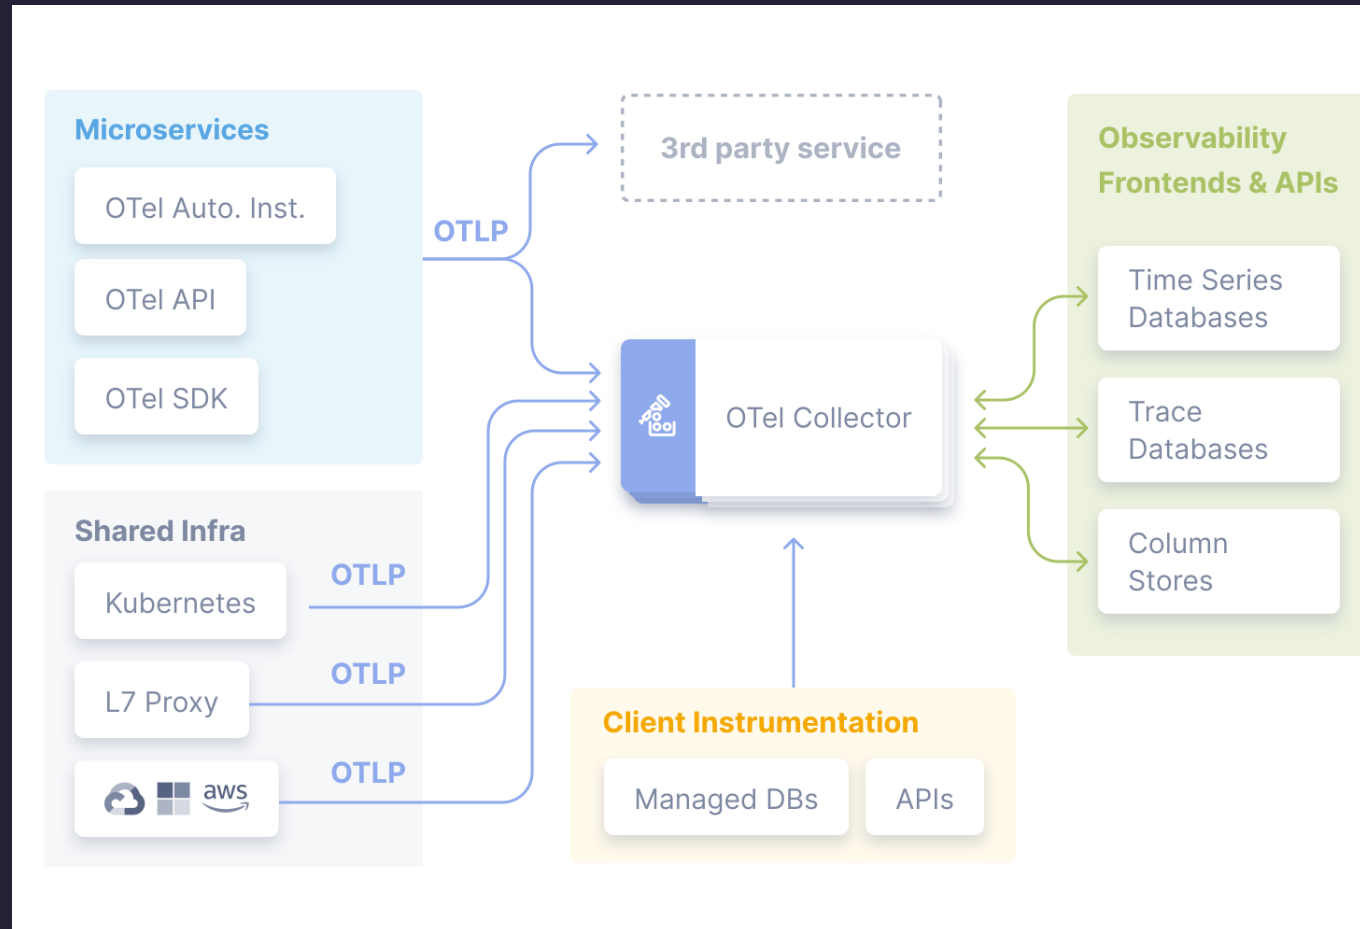 Microservices
OTel Auto. Inst.
OTel API
OTel SDK
OTLP
3rd party service
OTel Collector
Observability
Frontends & APIs
Time Series
Databases
Trace
Databases
Column
Stores
Shared Infra
Kubernetes
OTLP
L7 Proxy
OTLP
aws
OTLP
Client Instrumentation
Managed DBs
APIs